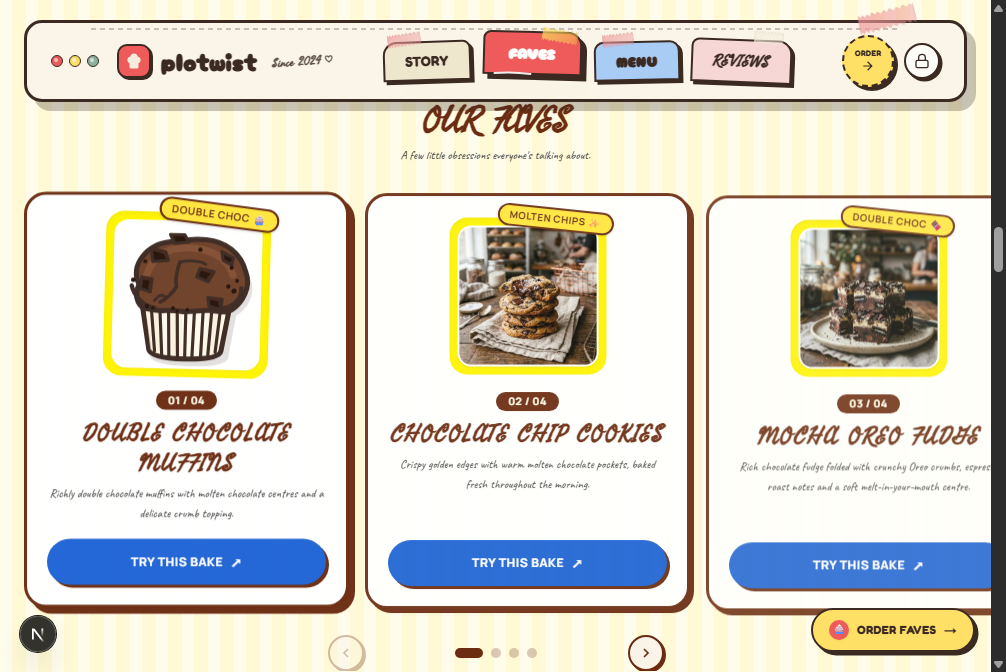 plotwist Since 2024 ♡ STORY FAVES MENU REVIEWS ORDER →
OUR FAVES
A few little obsessions everyone's talking about.
DOUBLE CHOC 🧁
01 / 04
DOUBLE CHOCOLATE
MUFFINS
Richly double chocolate muffins with molten chocolate centres and a
delicate crumb topping.
TRY THIS BAKE ↗
MOLTEN CHIPS ✨
02 / 04
CHOCOLATE CHIP COOKIES
Crispy golden edges with warm molten chocolate pockets, baked
fresh throughout the morning.
TRY THIS BAKE ↗
DOUBLE CHOC 🍫
03 / 04
MOCHA OREO FUDGE
Rich chocolate fudge folded with crunchy Oreo crumbs, espres
roast notes and a soft melt-in-your-mouth centre.
TRY THIS BAKE ↗
N
ORDER FAVES →